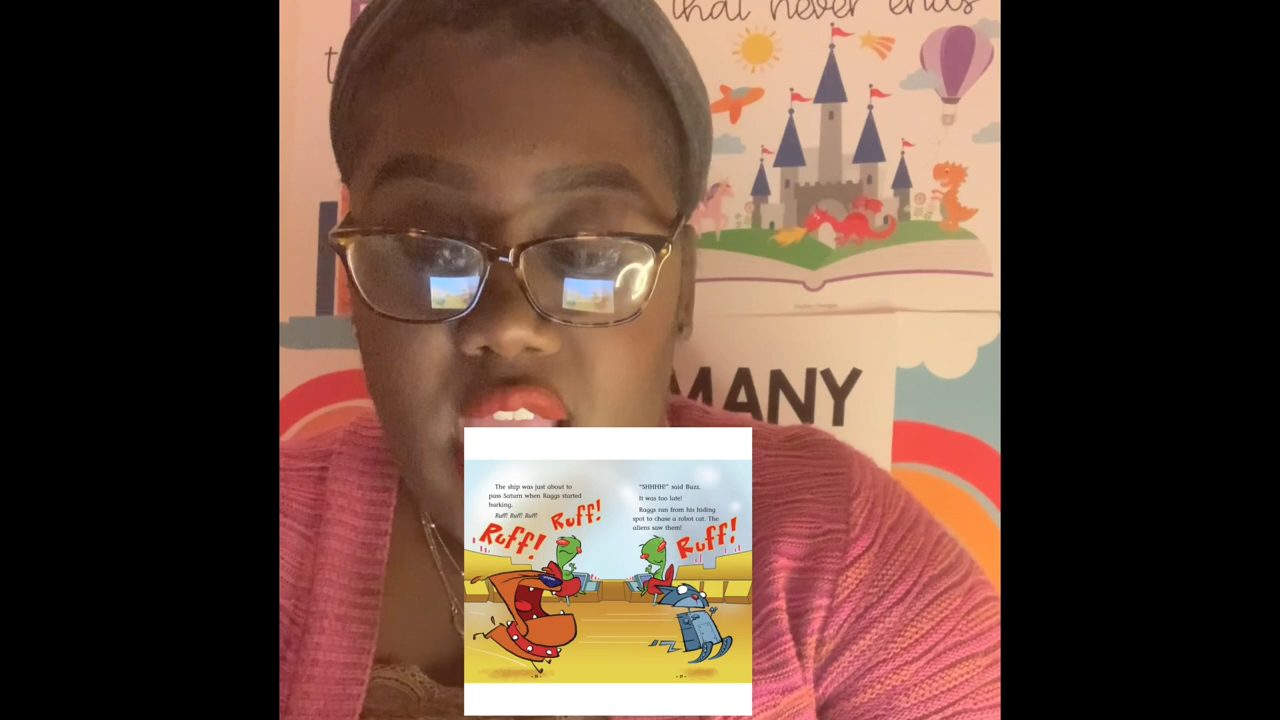 that never ends
MANY
The ship was just about to
pass Saturn when Raggs started
barking.
Ruff! Ruff! Ruff!
Ruff!
Ruff!
"SHHHH!" said Buzz.
It was too late!
Raggs ran from his hiding
spot to chase a robot cat. The
aliens saw them!
Ruff!